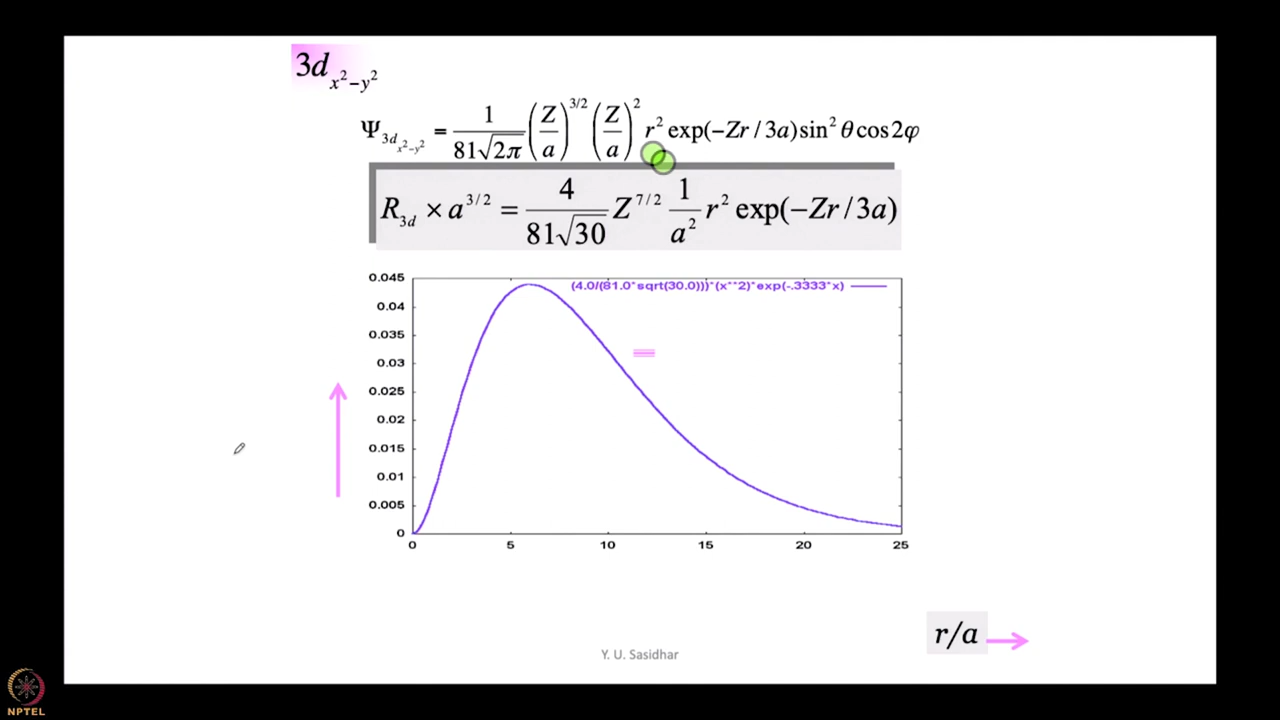 3d_{x²−y²}
Ψ_{3d_{x²−y²}} = 1/(81√2π) (Z/a)^{3/2} (Z/a)^2 r² exp(−Zr / 3a) sin² θ cos 2φ
R_{3d} × a^{3/2} = 4/(81√30) Z^{7/2} 1/a² r² exp(−Zr / 3a)
(4.0/(81.0*sqrt(30.0)))*(x**2)*exp(-.3333*x)
0.045
0.04
0.035
0.03
0.025
0.02
0.015
0.01
0.005
0
0 5 10 15 20 25
r/a
Y. U. Sasidhar
NPTEL